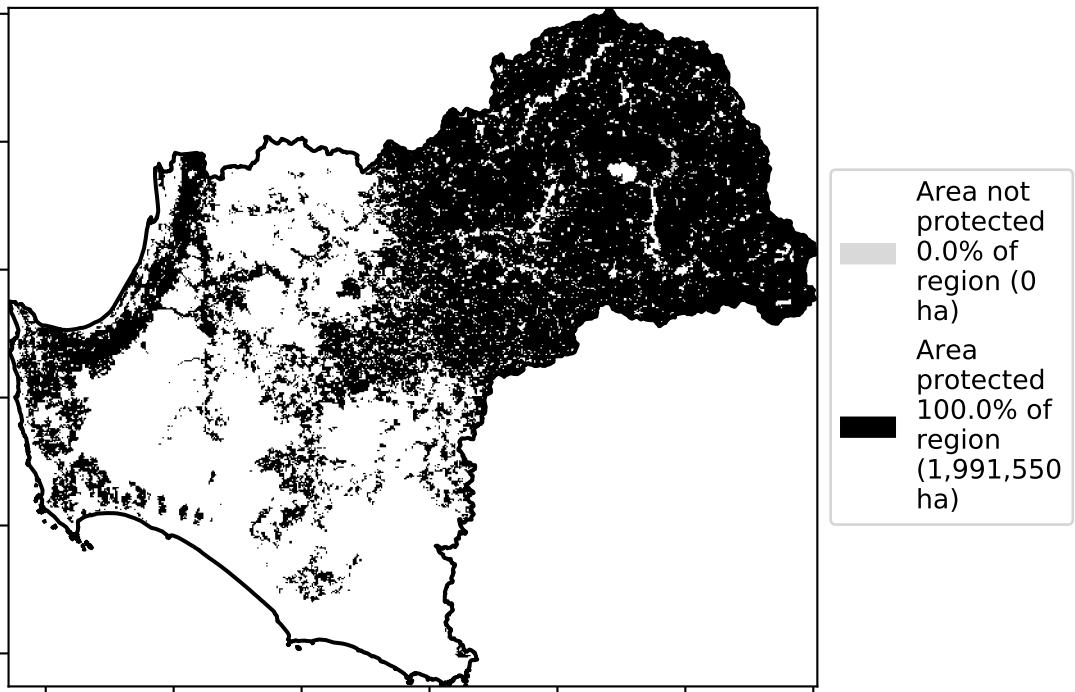 Area not
protected
0.0% of
region (0
ha)
Area
protected
100.0% of
region
(1,991,550
ha)